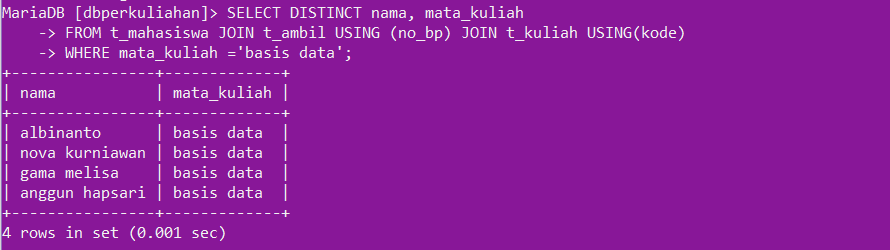 MariaDB [dbperkuliahan]> SELECT DISTINCT nama, mata_kuliah
    -> FROM t_mahasiswa JOIN t_ambil USING (no_bp) JOIN t_kuliah USING(kode)
    -> WHERE mata_kuliah ='basis data';
+----------------+-------------+
| nama           | mata_kuliah |
+----------------+-------------+
| albinanto      | basis data  |
| nova kurniawan | basis data  |
| gama melisa    | basis data  |
| anggun hapsari | basis data  |
+----------------+-------------+
4 rows in set (0.001 sec)